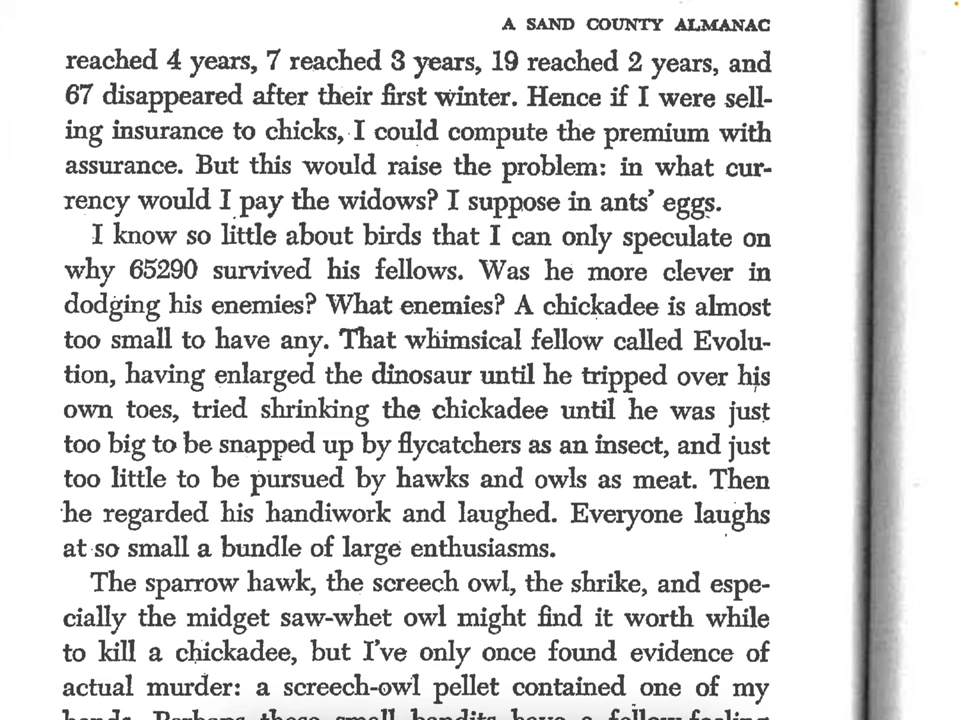 A SAND COUNTY ALMANAC
reached 4 years, 7 reached 3 years, 19 reached 2 years, and
67 disappeared after their first winter. Hence if I were sell-
ing insurance to chicks, I could compute the premium with
assurance. But this would raise the problem: in what cur-
rency would I pay the widows? I suppose in ants' eggs.
I know so little about birds that I can only speculate on
why 65290 survived his fellows. Was he more clever in
dodging his enemies? What enemies? A chickadee is almost
too small to have any. That whimsical fellow called Evolu-
tion, having enlarged the dinosaur until he tripped over his
own toes, tried shrinking the chickadee until he was just
too big to be snapped up by flycatchers as an insect, and just
too little to be pursued by hawks and owls as meat. Then
he regarded his handiwork and laughed. Everyone laughs
at so small a bundle of large enthusiasms.
The sparrow hawk, the screech owl, the shrike, and espe-
cially the midget saw-whet owl might find it worth while
to kill a chickadee, but I've only once found evidence of
actual murder: a screech-owl pellet contained one of my
bands. Perhaps these small bandits have a fellow-feeling